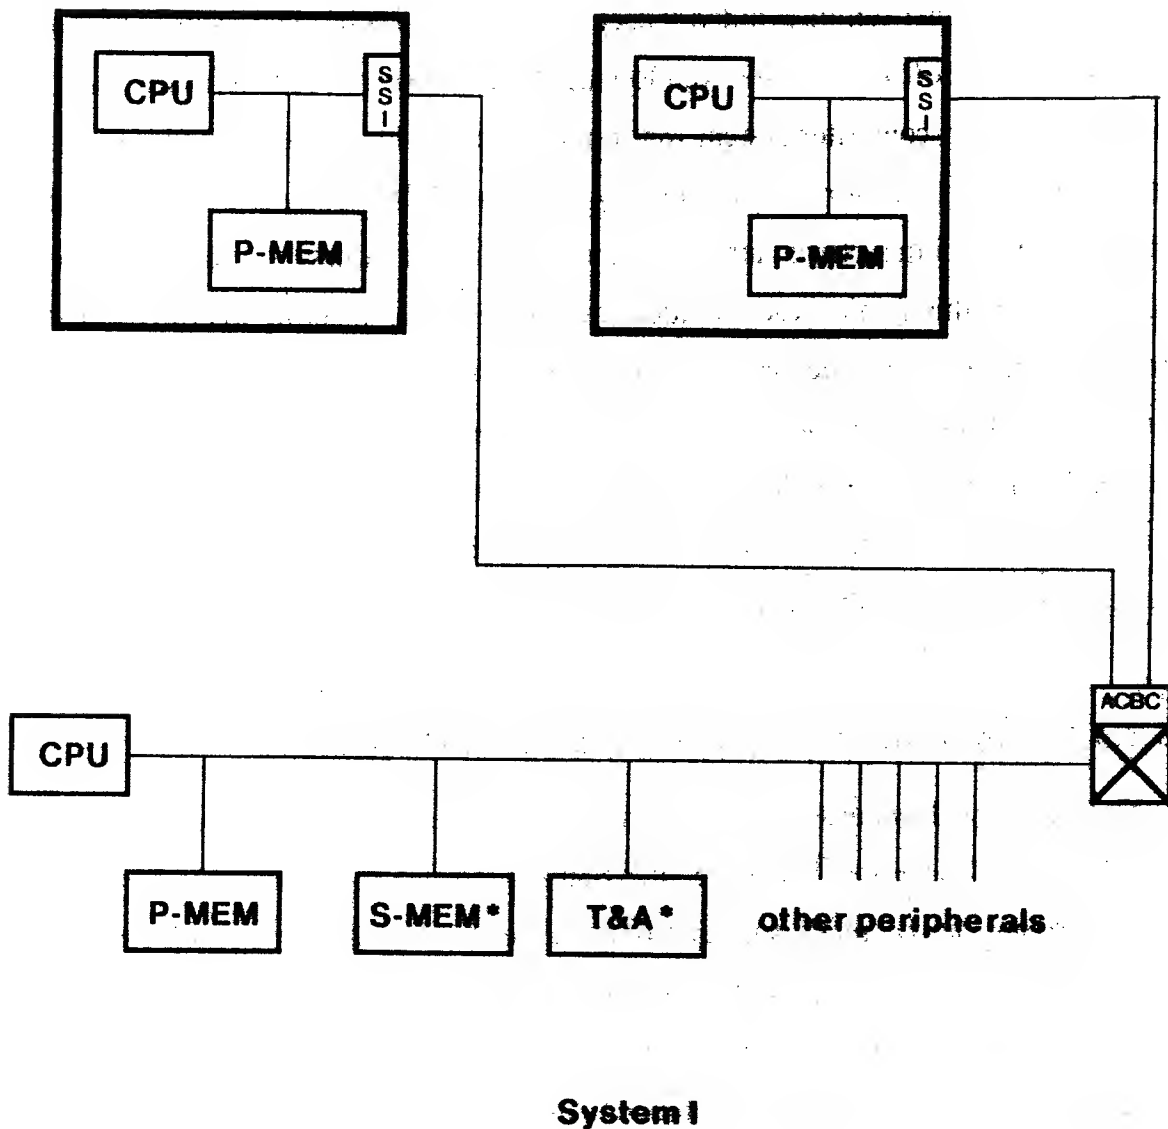 CPU
SSI
P-MEM
CPU
SSI
P-MEM
ACBC
CPU
P-MEM
S-MEM*
T&A*
other peripherals
System I